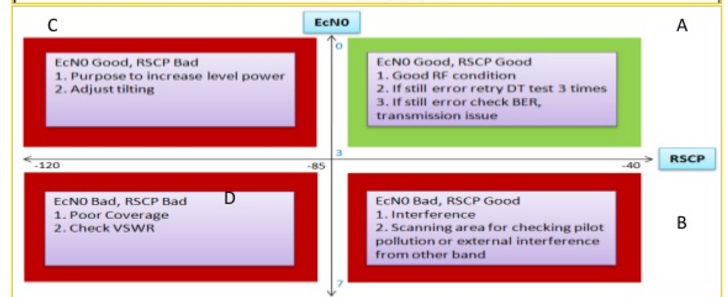 C
EcNO
A
0
EcN0 Good, RSCP Bad
1. Purpose to increase level power
2. Adjust tilting
EcN0 Good, RSCP Good
1. Good RF condition
2. If still error retry DT test 3 times
3. If still error check BER,
transmission issue
3
-120
-85
-40
RSCP
EcN0 Bad, RSCP Bad
1. Poor Coverage
2. Check VSWR
D
EcN0 Bad, RSCP Good
1. Interference
2. Scanning area for checking pilot
pollution or external interference
from other band
B
7